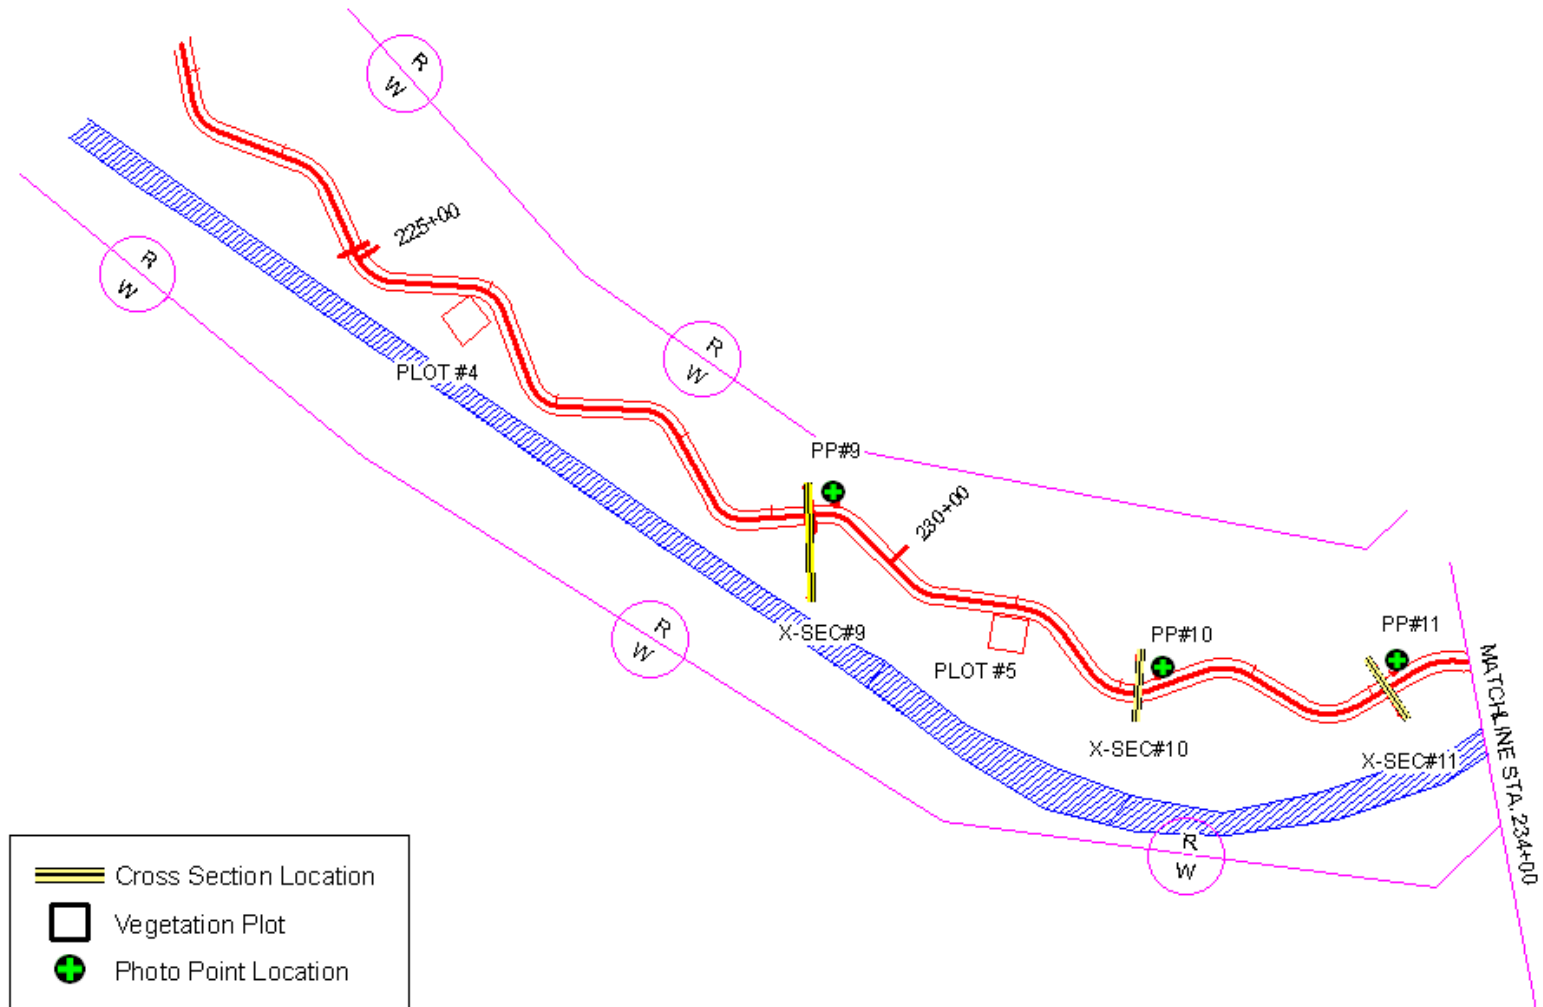 R
W
225+00
R
W
R
W
PLOT #4
PP#9
230+00
R
W
X-SEC#9
PLOT #5
PP#10
PP#11
X-SEC#10
X-SEC#11
MATCHLINE STA. 234+00
R
W
Cross Section Location
Vegetation Plot
Photo Point Location